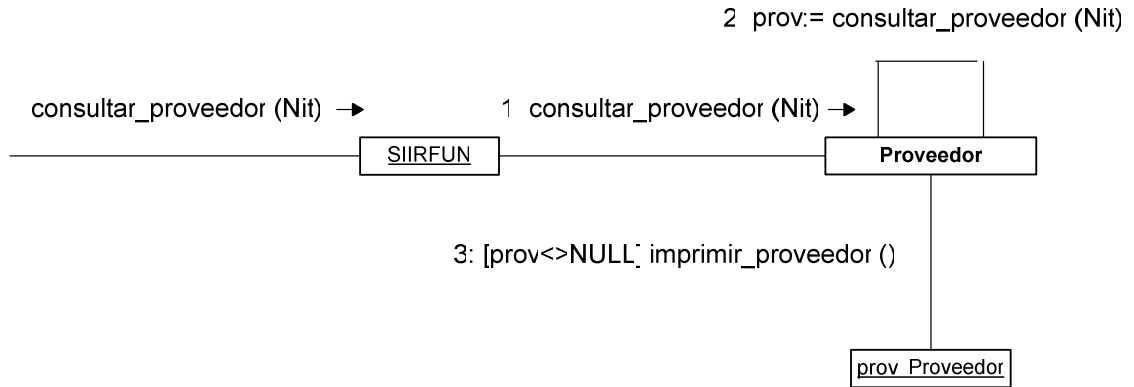 2 prov:= consultar_proveedor (Nit)
consultar_proveedor (Nit)
1 consultar_proveedor (Nit)
SIIRFUN
Proveedor
3: [prov<>NULL] imprimir_proveedor ()
prov Proveedor